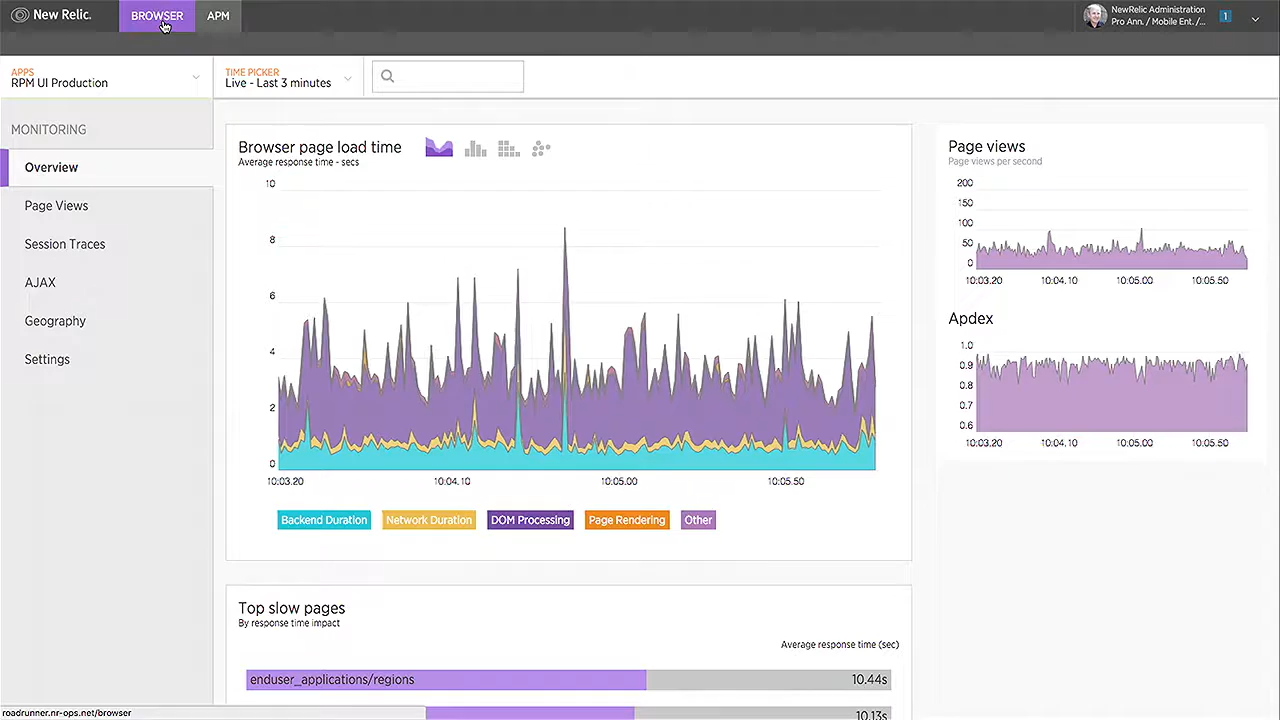 New Relic.
BROWSER
APM
NewRelic Administration
Pro Ann. / Mobile Ent. /...
1
APPS
RPM UI Production
TIME PICKER
Live - Last 3 minutes
MONITORING
Overview
Page Views
Session Traces
AJAX
Geography
Settings
Browser page load time
Average response time - secs
10
8
6
4
2
0
10:03.20 10:04.10 10:05.00 10:05.50
Backend Duration Network Duration DOM Processing Page Rendering Other
Page views
Page views per second
200
150
100
50
0
10:03.20 10:04.10 10:05.00 10:05.50
Apdex
1.0
0.9
0.8
0.7
0.6
10:03.20 10:04.10 10:05.00 10:05.50
Top slow pages
By response time impact
Average response time (sec)
enduser_applications/regions 10.44s
10.13s
roadrunner.nr-ops.net/browser